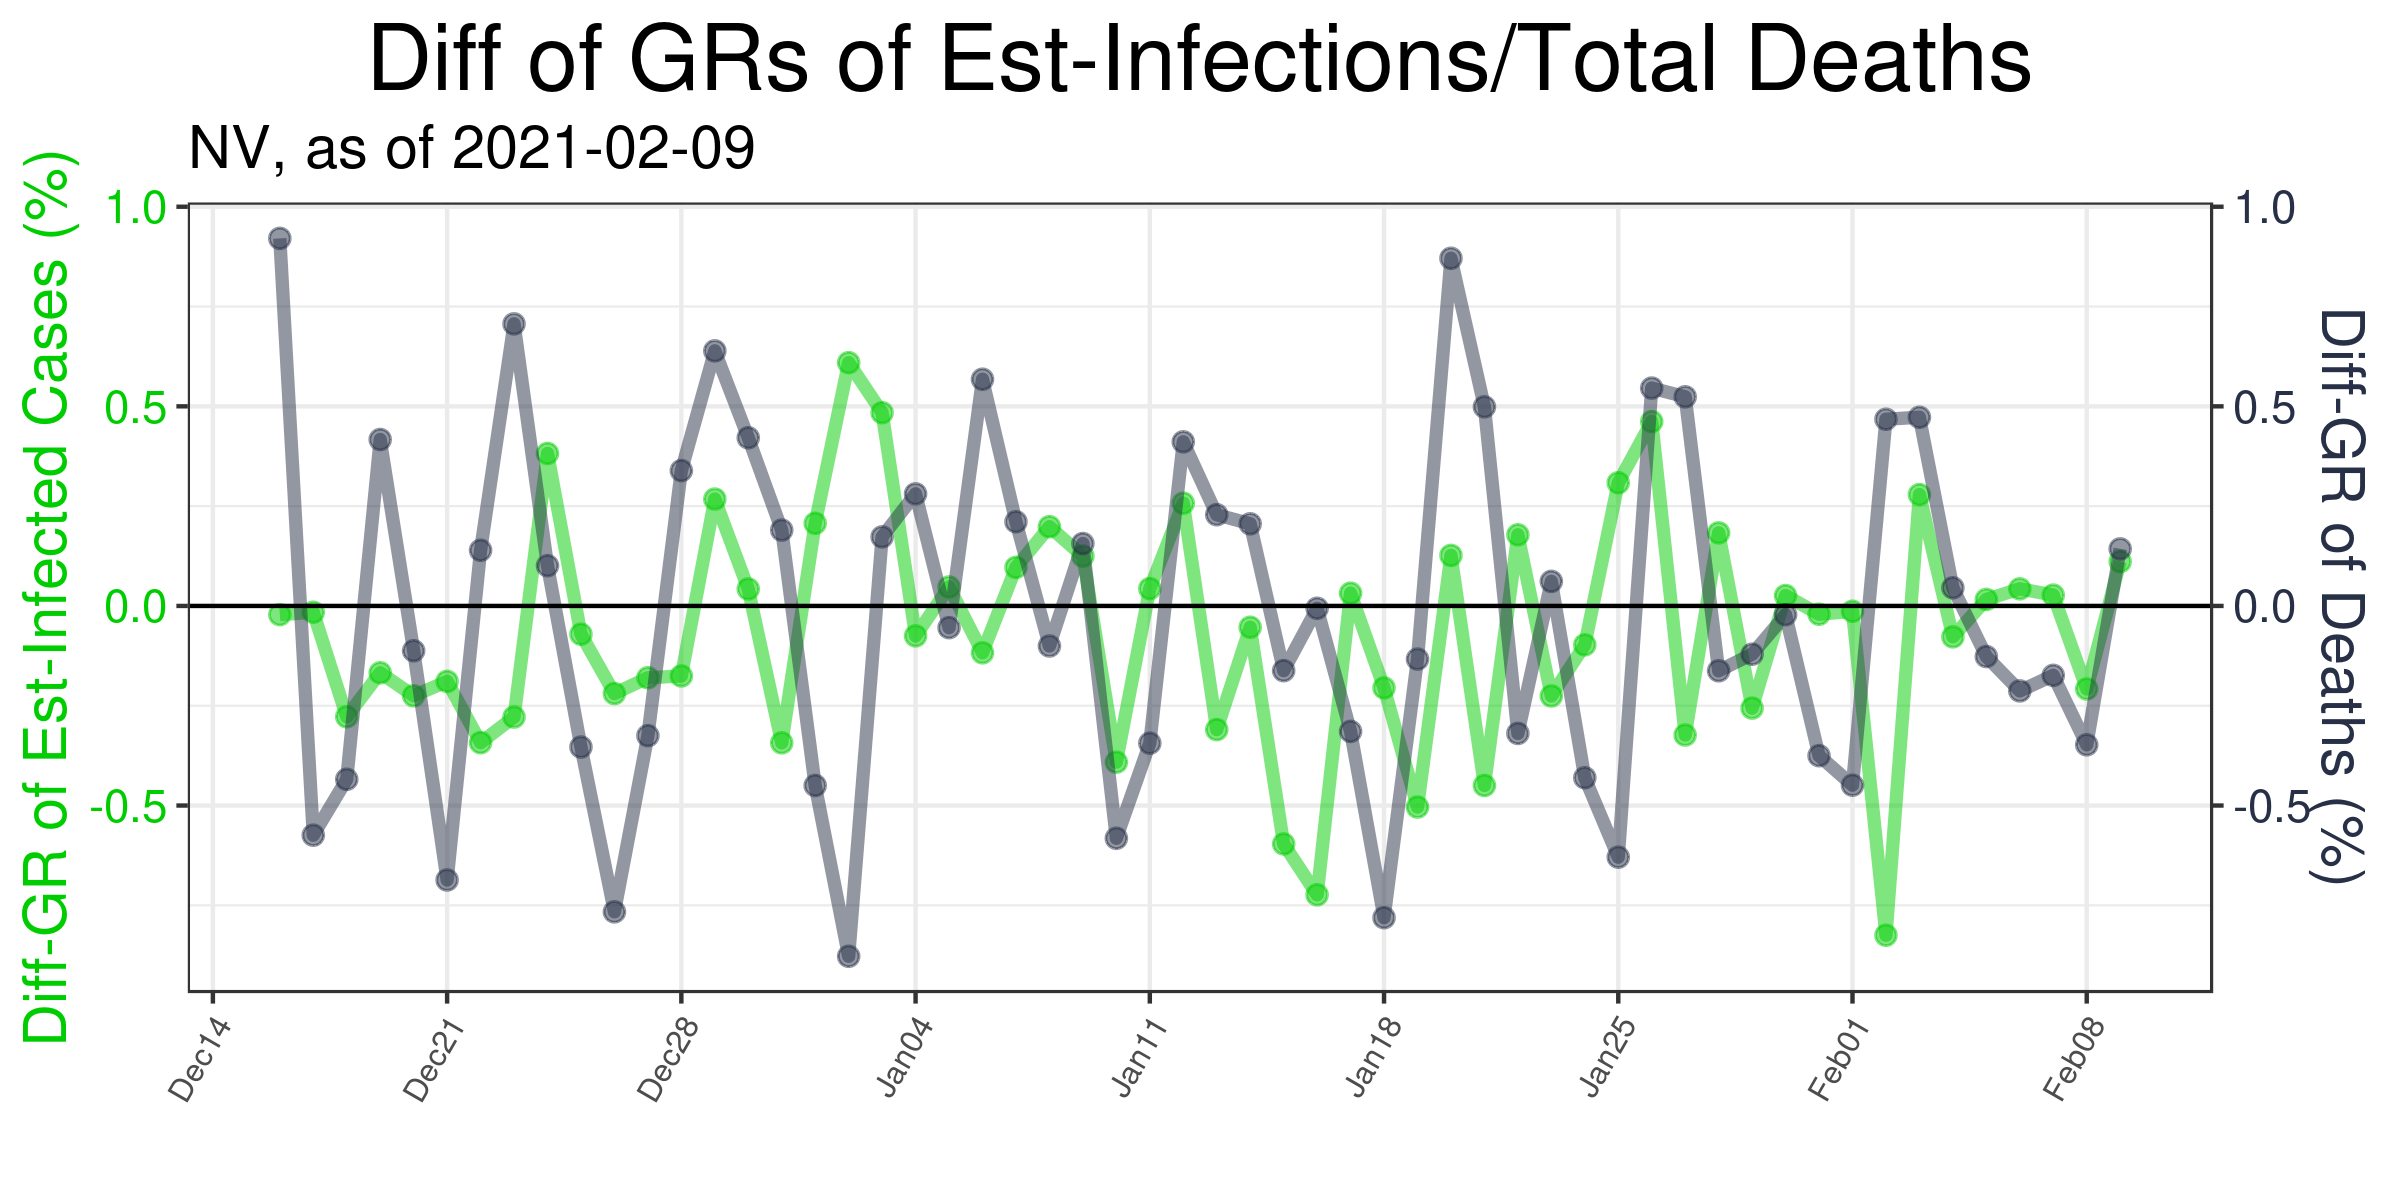 Diff of GRs of Est-Infections/Total Deaths
NV, as of 2021-02-09
Diff-GR of Est-Infected Cases (%)
1.0
0.5
0.0
-0.5
1.0
0.5
0.0
-0.5
Diff-GR of Deaths (%)
Dec14
Dec21
Dec28
Jan04
Jan11
Jan18
Jan25
Feb01
Feb08